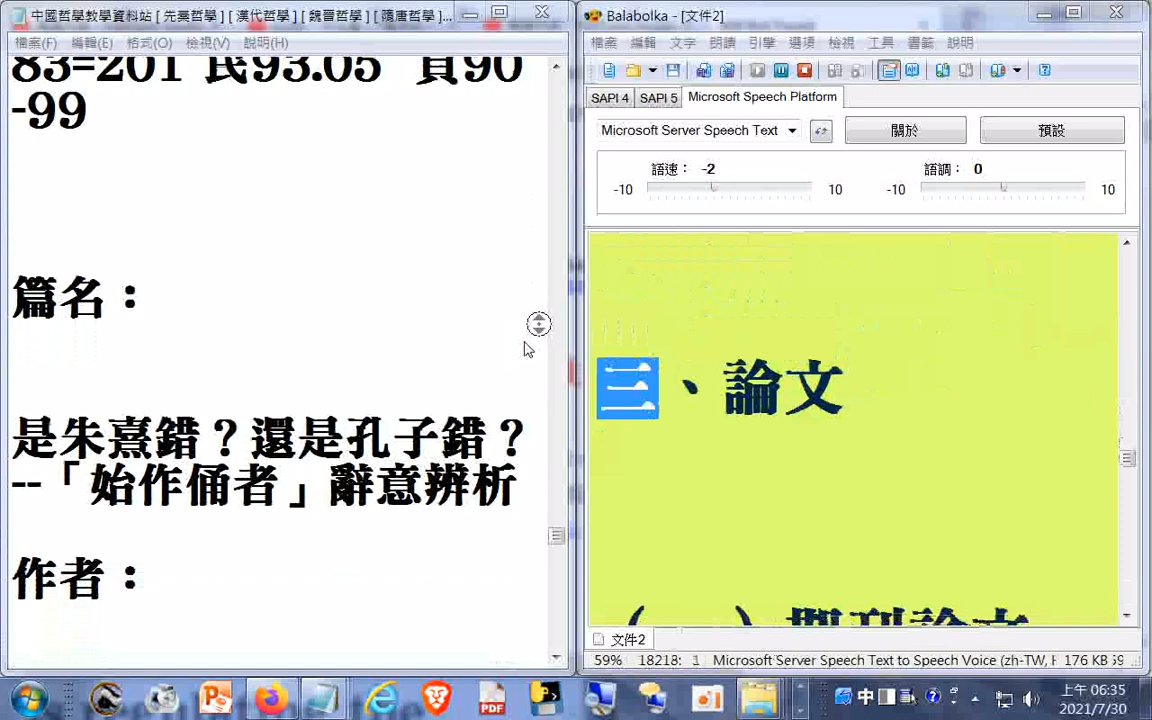 中國哲學教學資料站 [ 先秦哲學 ] [ 漢代哲學 ] [ 魏晉哲學 ] [ 隋唐哲學 ]...
檔案(F) 編輯(E) 格式(O) 檢視(V) 說明(H)
83=201 民93.05 頁90
-99
篇名：
是朱熹錯？還是孔子錯？
--「始作俑者」辭意辨析
作者：
Balabolka - [文件2]
檔案 編輯 文字 朗讀 引擎 選項 檢視 工具 書籤 說明
SAPI 4 SAPI 5 Microsoft Speech Platform
Microsoft Server Speech Text 關於 預設
語速： -2 語調： 0
-10 10 -10 10
三、論文
（一）期刊論文
文件2
59% 18218: 1 Microsoft Server Speech Text to Speech Voice (zh-TW, 176 KB
中
上午 06:35
2021/7/30